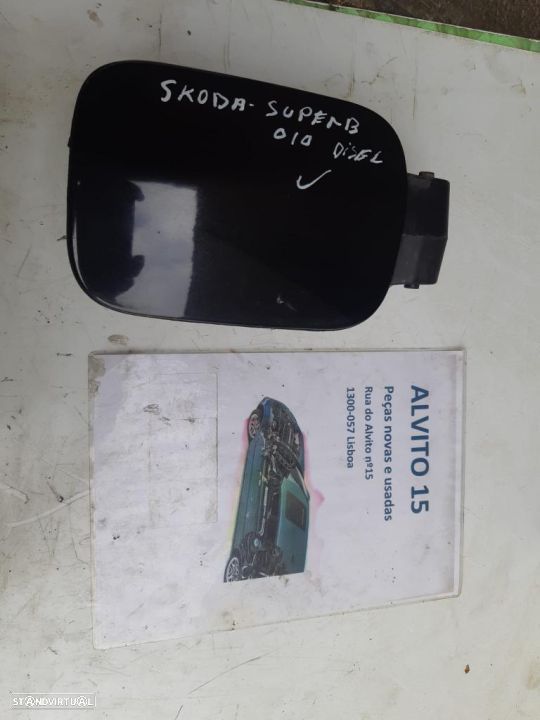 SKODA-SUPERB
010 DiSEL
ALVITO 15
Peças novas e usadas
Rua do Alvito nº15
1300-057 Lisboa
STANDVIRTUAL